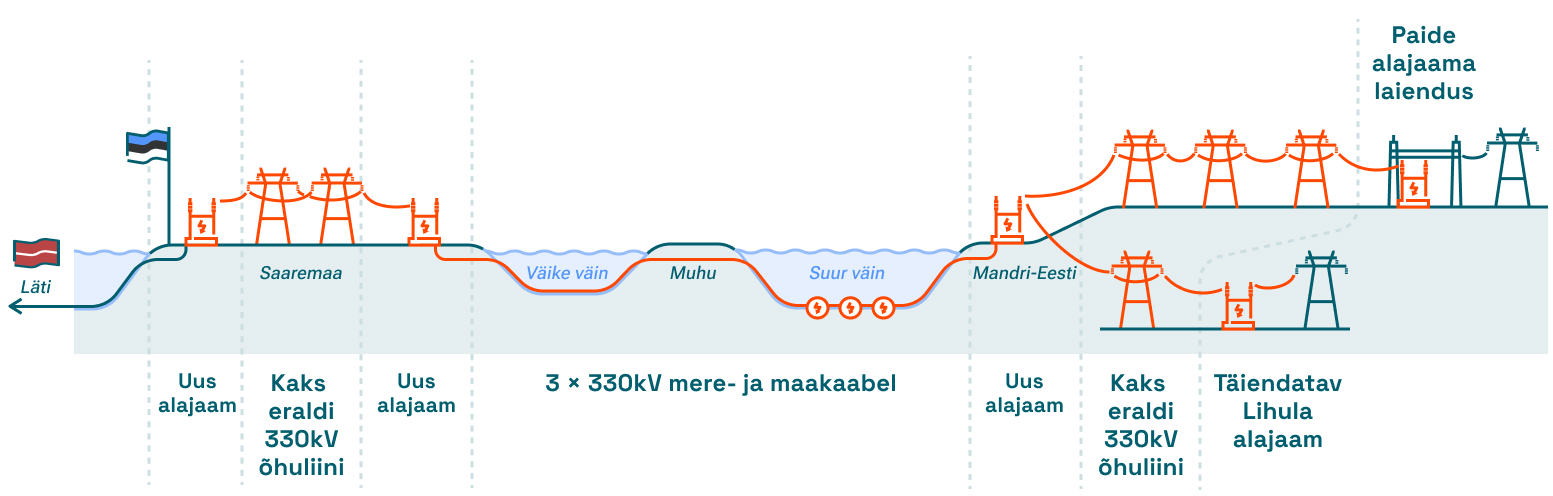 Paide
alajaama
laiendus
Läti
Saaremaa
Väike väin
Muhu
Suur väin
Mandri-Eesti
Uus
alajaam
Kaks
eraldi
330kV
õhuliini
Uus
alajaam
3 × 330kV mere- ja maakaabel
Uus
alajaam
Kaks
eraldi
330kV
õhuliini
Täiendatav
Lihula
alajaam